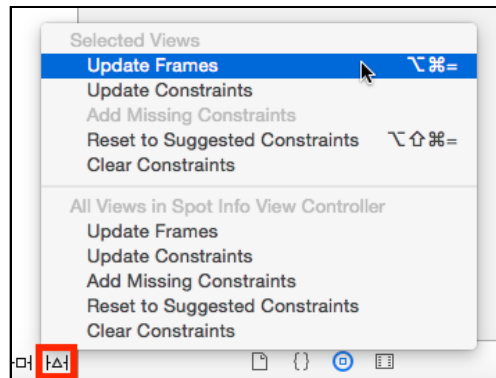 Selected Views
Update Frames ⌥⌘=
Update Constraints
Add Missing Constraints
Reset to Suggested Constraints ⌥⇧⌘=
Clear Constraints
All Views in Spot Info View Controller
Update Frames
Update Constraints
Add Missing Constraints
Reset to Suggested Constraints
Clear Constraints
{}